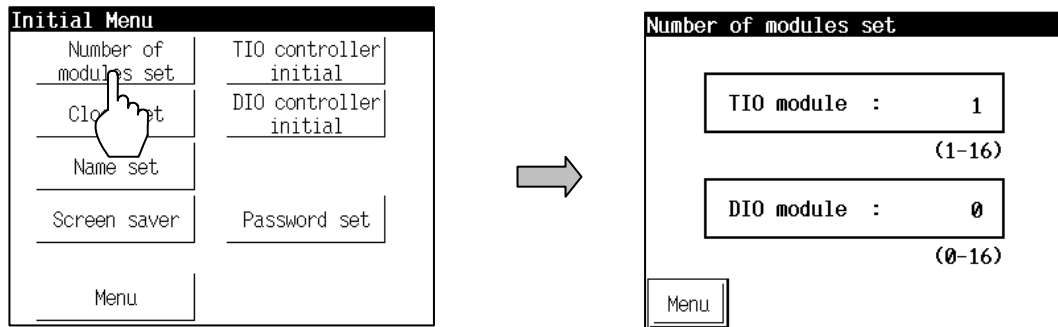 Initial Menu
Number of
modules set
TIO controller
initial
set
DIO controller
initial
Name set
Screen saver
Password set
Menu
Number of modules set
TIO module : 1
(1-16)
DIO module : 0
(0-16)
Menu